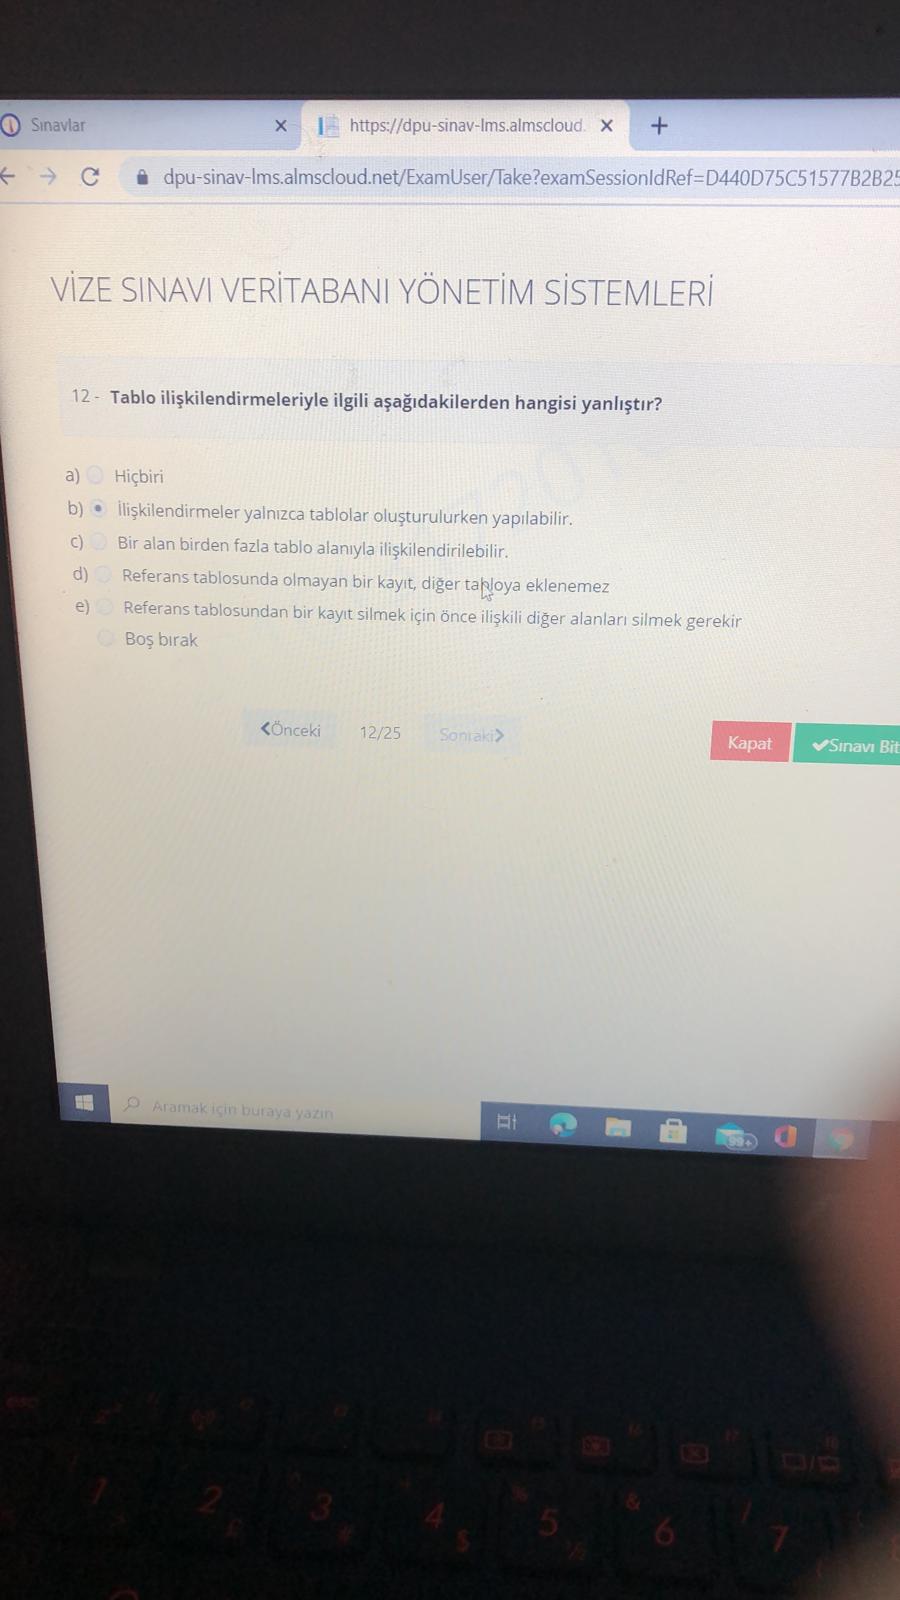 Sınavlar
https://dpu-sinav-lms.almscloud.
dpu-sinav-lms.almscloud.net/ExamUser/Take?examSessionIdRef=D440D75C51577B2B25
VİZE SINAVI VERİTABANI YÖNETİM SİSTEMLERİ
12 - Tablo ilişkilendirmeleriyle ilgili aşağıdakilerden hangisi yanlıştır?
a) Hiçbiri
b) İlişkilendirmeler yalnızca tablolar oluşturulurken yapılabilir.
c) Bir alan birden fazla tablo alanıyla ilişkilendirilebilir.
d) Referans tablosunda olmayan bir kayıt, diğer tabloya eklenemez
e) Referans tablosundan bir kayıt silmek için önce ilişkili diğer alanları silmek gerekir
Boş bırak
Önceki 12/25 Sonraki
Kapat
Sınavı Bit
Aramak için buraya yazın
99+
1 2 £ 3 # 4 $ % 5 ½ & 6 / 7 {